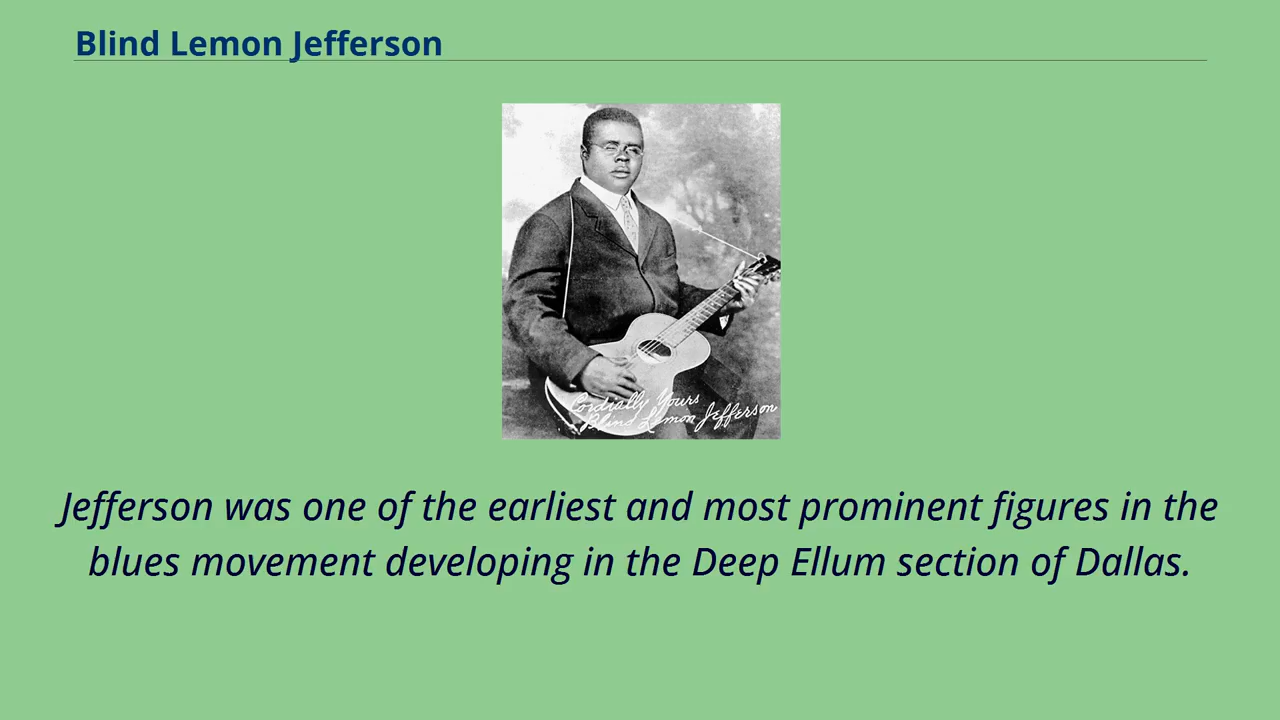 Blind Lemon Jefferson
Cordially Yours
Blind Lemon Jefferson
Jefferson was one of the earliest and most prominent figures in the
blues movement developing in the Deep Ellum section of Dallas.